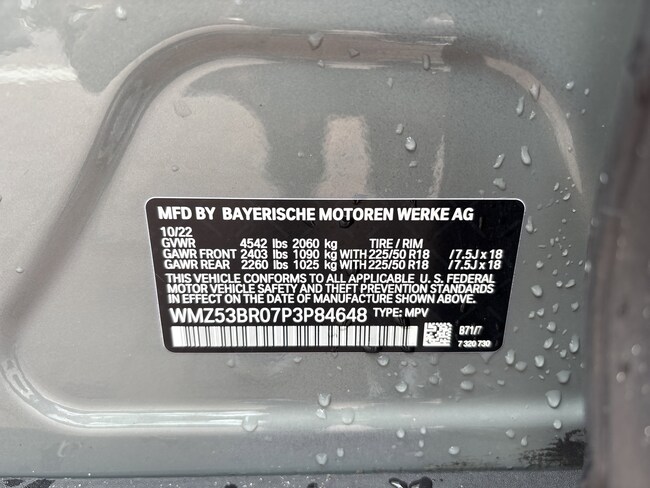 MFD BY BAYERISCHE MOTOREN WERKE AG
10/22
GVWR 4542 lbs 2060 kg TIRE / RIM
GAWR FRONT 2403 lbs 1090 kg WITH 225/50 R18 /7.5J x 18
GAWR REAR 2260 lbs 1025 kg WITH 225/50 R18 /7.5J x 18
THIS VEHICLE CONFORMS TO ALL APPLICABLE U. S. FEDERAL
MOTOR VEHICLE SAFETY AND THEFT PREVENTION STANDARDS
IN EFFECT ON THE DATE OF MANUFACTURE SHOWN ABOVE.
WMZ53BR07P3P84648 TYPE: MPV
B71/7
7 320 730